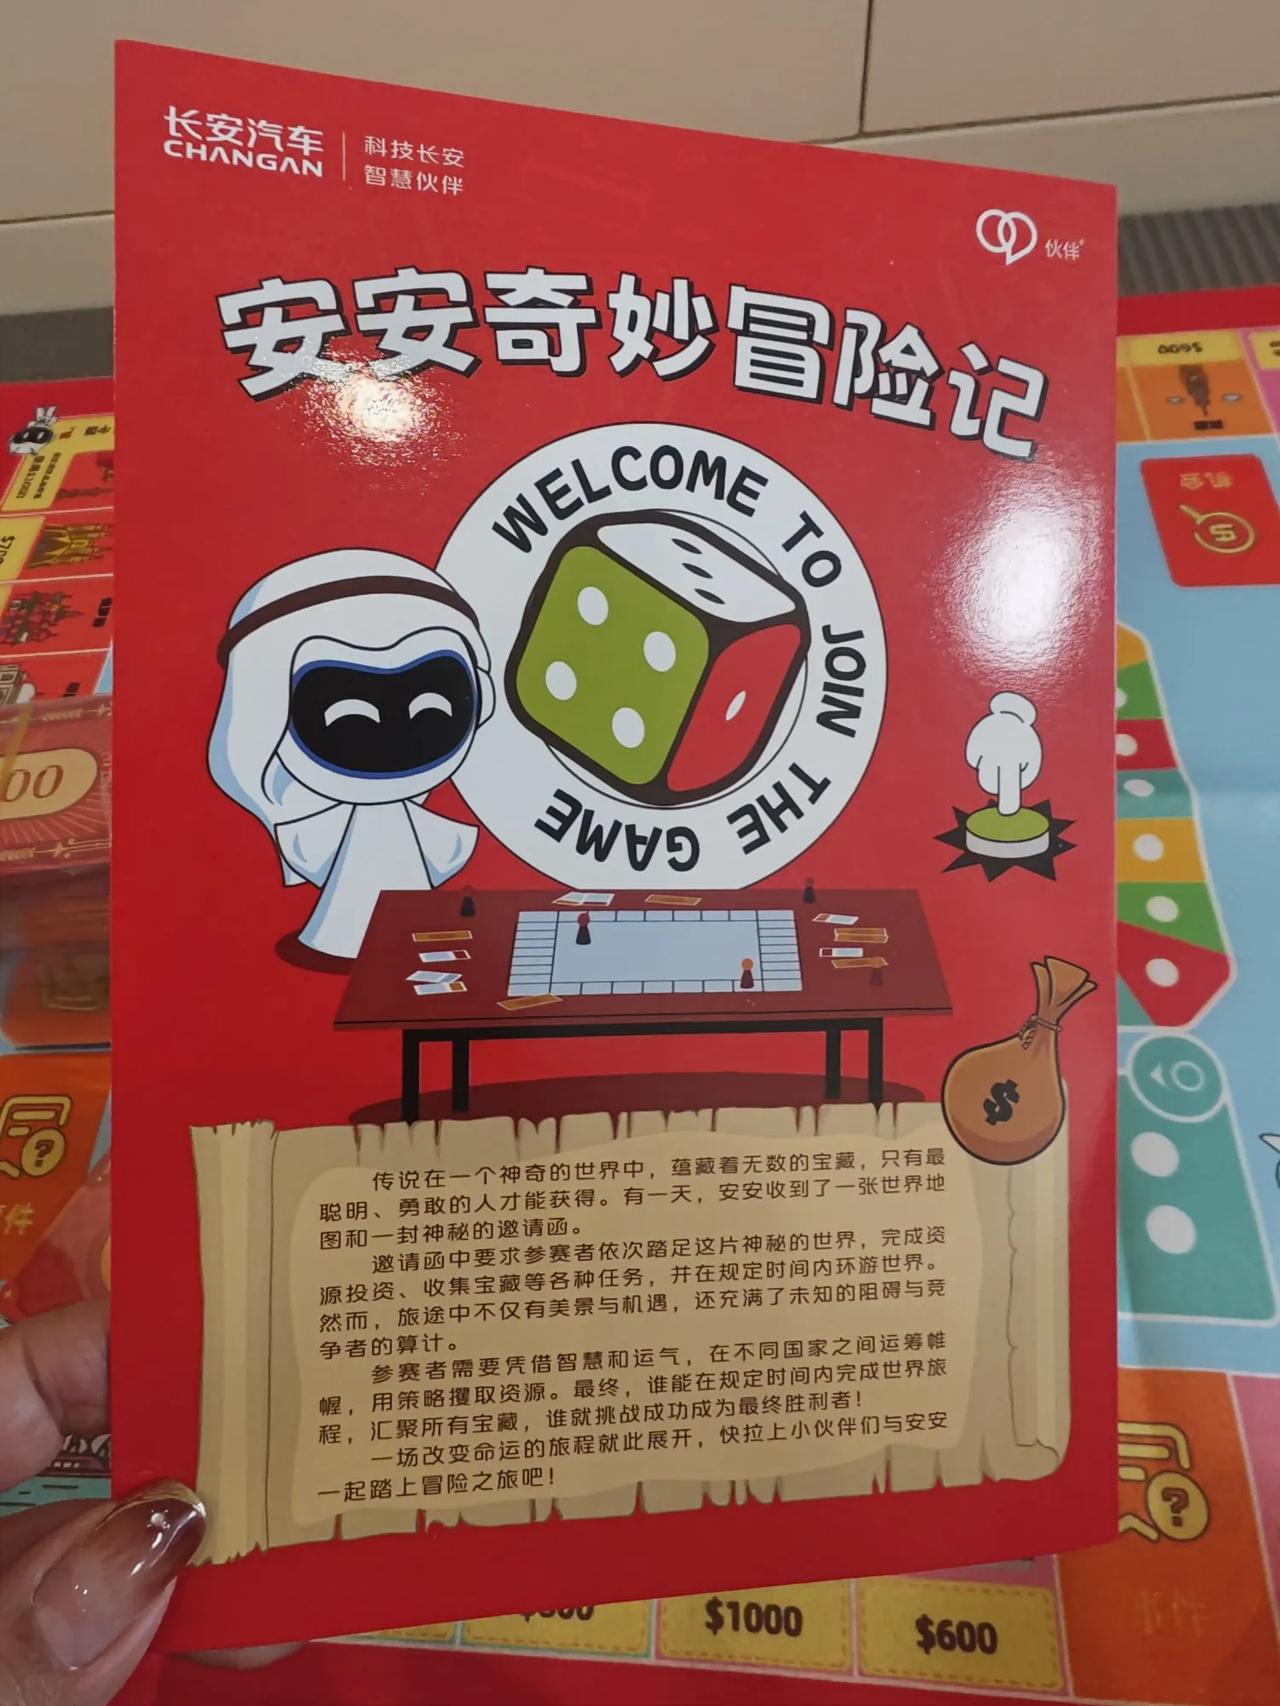 长安汽车
CHANGAN
科技长安
智慧伙伴
伙伴+
安安奇妙冒险记
WELCOME TO JOIN THE GAME
传说在一个神奇的世界中，蕴藏着无数的宝藏，只有最
聪明、勇敢的人才能获得。有一天，安安收到了一张世界地
图和一封神秘的邀请函。
邀请函中要求参赛者依次踏足这片神秘的世界，完成资
源投资、收集宝藏等各种任务，并在规定时间内环游世界。
然而，旅途中不仅有美景与机遇，还充满了未知的阻碍与竞
争者的算计。
参赛者需要凭借智慧和运气，在不同国家之间运筹帷
幄，用策略攫取资源。最终，谁能在规定时间内完成世界旅
程，汇聚所有宝藏，谁就挑战成功成为最终胜利者！
一场改变命运的旅程就此展开，快拉上小伙伴们与安安
一起踏上冒险之旅吧！
$
机会
00
件
?
?
事件
$1000
$600